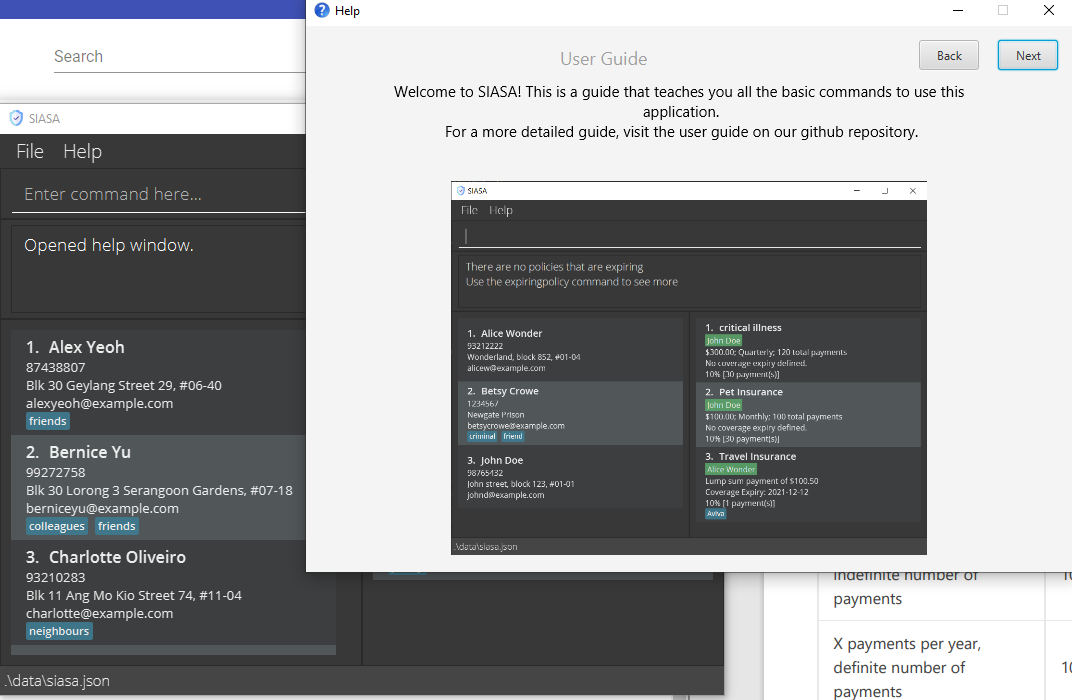 Search
SIASA
File Help
Enter command here...
Opened help window.
1. Alex Yeoh
87438807
Blk 30 Geylang Street 29, #06-40
alexyeoh@example.com
friends
2. Bernice Yu
99272758
Blk 30 Lorong 3 Serangoon Gardens, #07-18
berniceyu@example.com
colleagues friends
3. Charlotte Oliveiro
93210283
Blk 11 Ang Mo Kio Street 74, #11-04
charlotte@example.com
neighbours
.\data\siasa.json
Help
User Guide
Back
Next
Welcome to SIASA! This is a guide that teaches you all the basic commands to use this
application.
For a more detailed guide, visit the user guide on our github repository.
SIASA
File Help
There are no policies that are expiring
Use the expiringpolicy command to see more
1. Alice Wonder
93212222
Wonderland, block 852, #01-04
alicew@example.com
2. Betsy Crowe
1234567
Newgate Prison
betsycrowe@example.com
criminal friend
3. John Doe
98765432
John street, block 123, #01-01
johnd@example.com
1. critical illness
John Doe
$300.00; Quarterly; 120 total payments
No coverage expiry defined.
10% [30 payment(s)]
2. Pet Insurance
John Doe
$100.00; Monthly; 100 total payments
No coverage expiry defined.
10% [30 payment(s)]
3. Travel Insurance
Alice Wonder
Lump sum payment of $100.50
Coverage Expiry: 2021-12-12
10% [1 payment(s)]
Aviva
.\data\siasa.json
indefinite number of
payments
X payments per year,
definite number of
payments